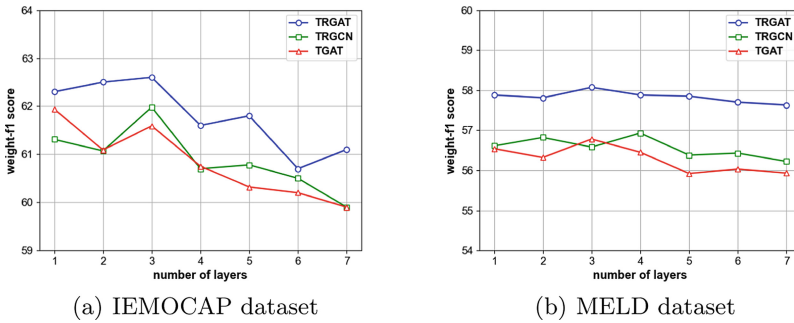 64
63
62
61
60
59
weight-f1 score
TRGAT
TRGCN
TGAT
1 2 3 4 5 6 7
number of layers
(a) IEMOCAP dataset
60
59
58
57
56
55
54
weight-f1 score
TRGAT
TRGCN
TGAT
1 2 3 4 5 6 7
number of layers
(b) MELD dataset